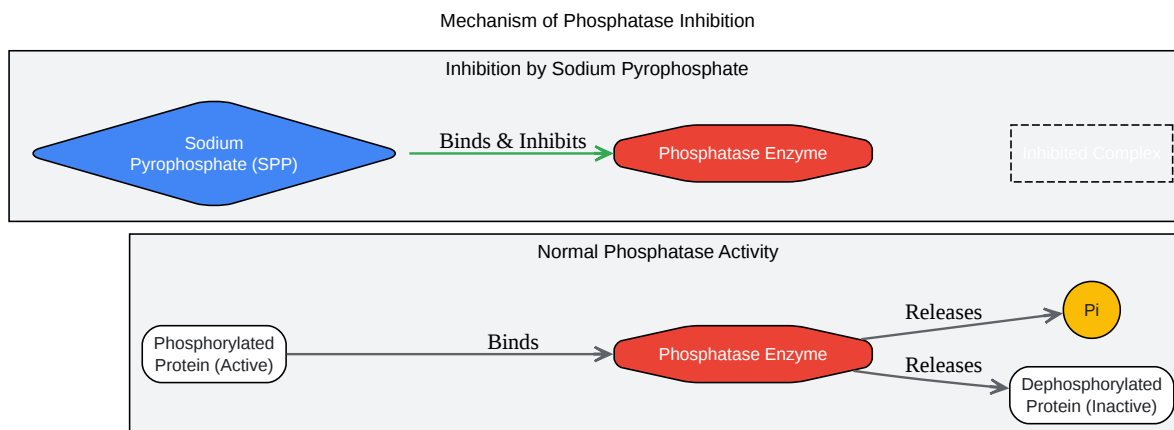 Mechanism of Phosphatase Inhibition
Inhibition by Sodium Pyrophosphate
Sodium
Pyrophosphate (SPP)
Binds & Inhibits
Phosphatase Enzyme
Inhibited Complex
Normal Phosphatase Activity
Phosphorylated
Protein (Active)
Binds
Phosphatase Enzyme
Releases
Pi
Releases
Dephosphorylated
Protein (Inactive)